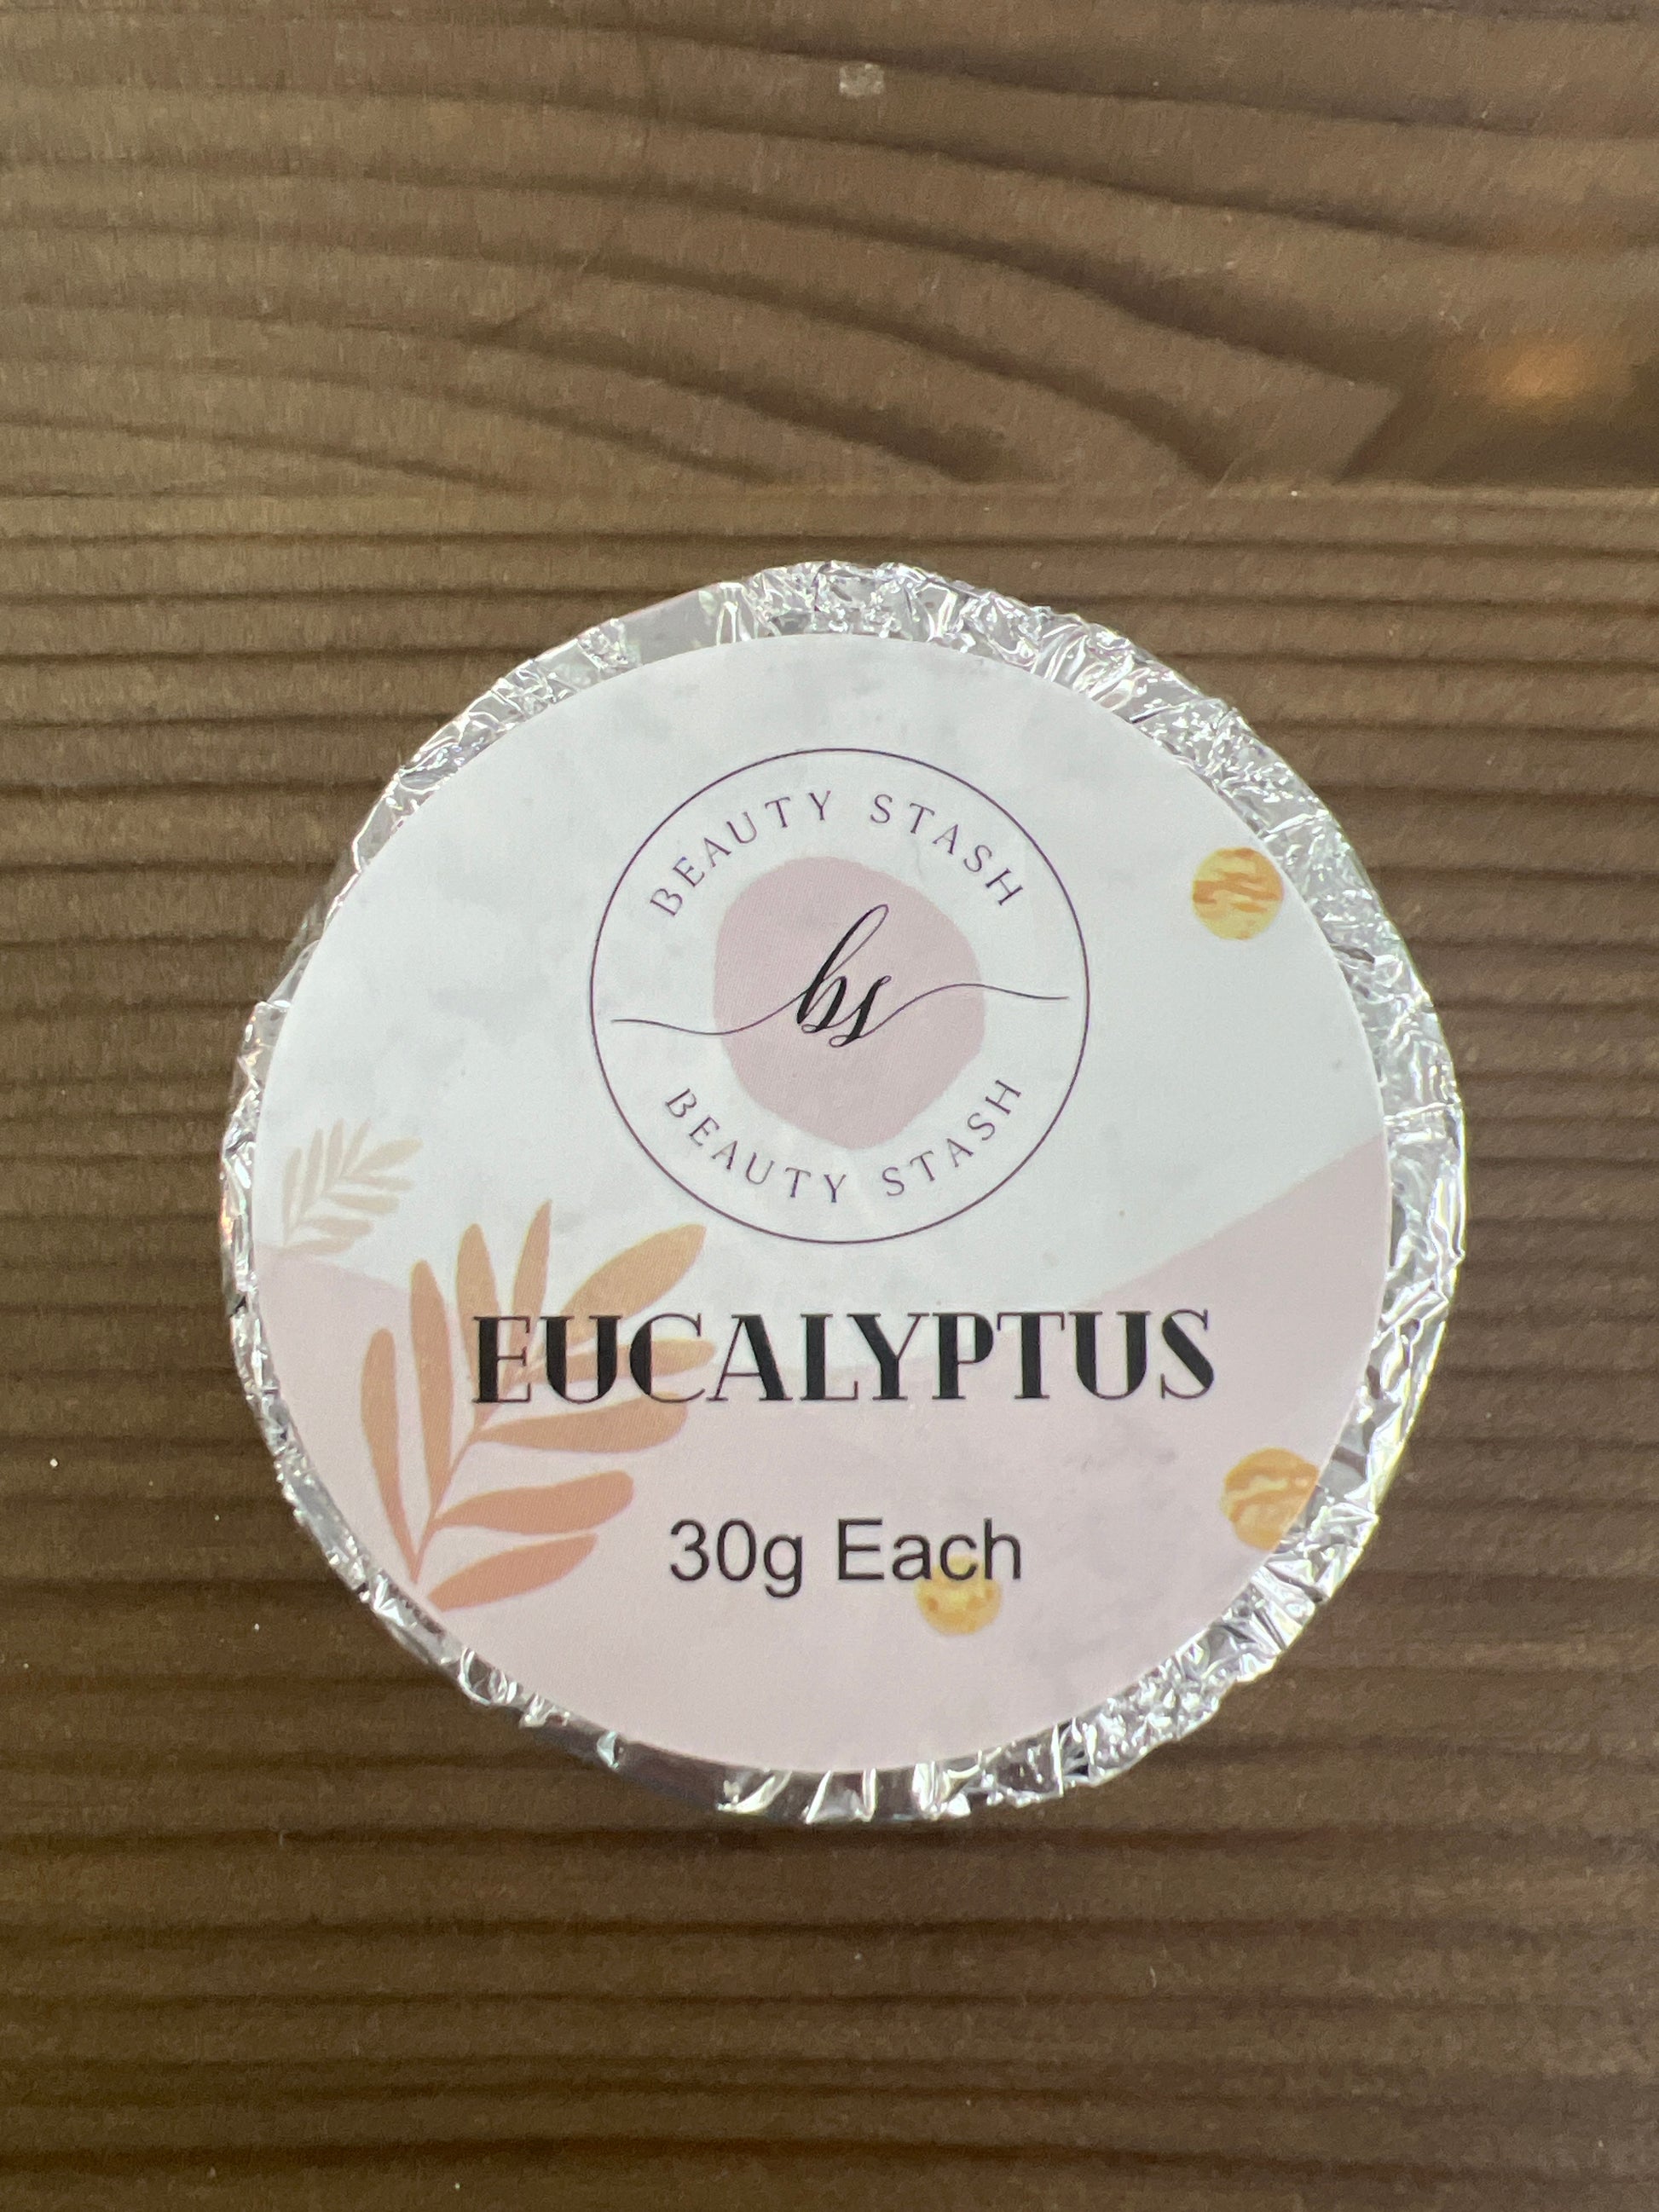 BEAUTY STASH
bs
BEAUTY STASH
EUCALYPTUS
30g Each